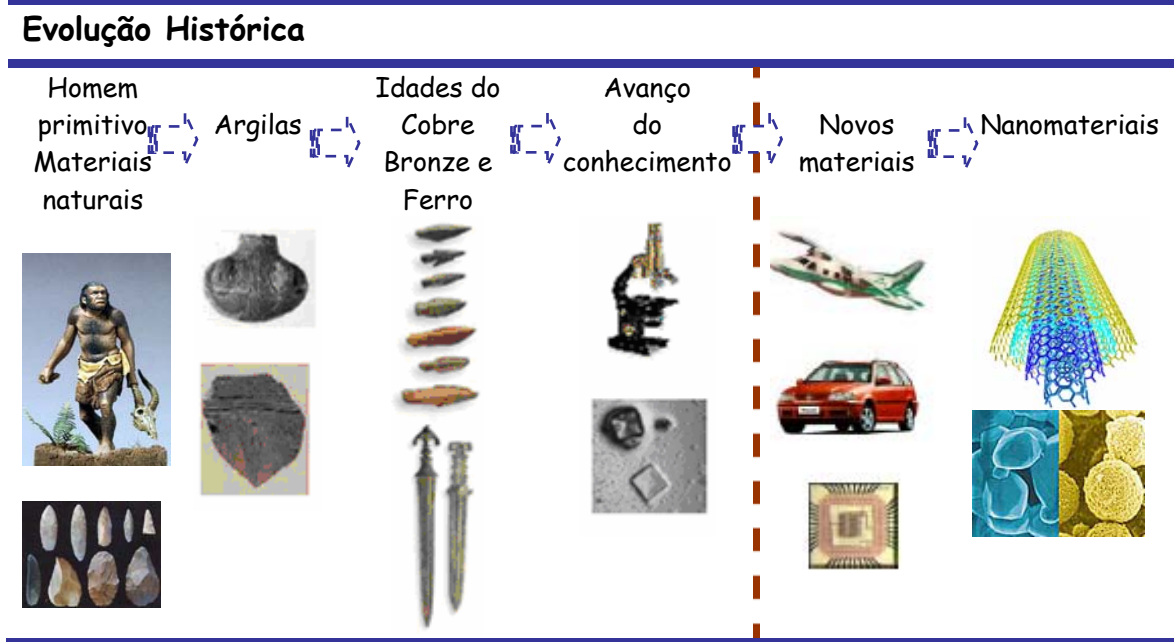 Evolução Histórica
Homem
primitivo
Materiais
naturais
Argilas
Idades do
Cobre
Bronze e
Ferro
Avanço
do
conhecimento
Novos
materiais
Nanomateriais